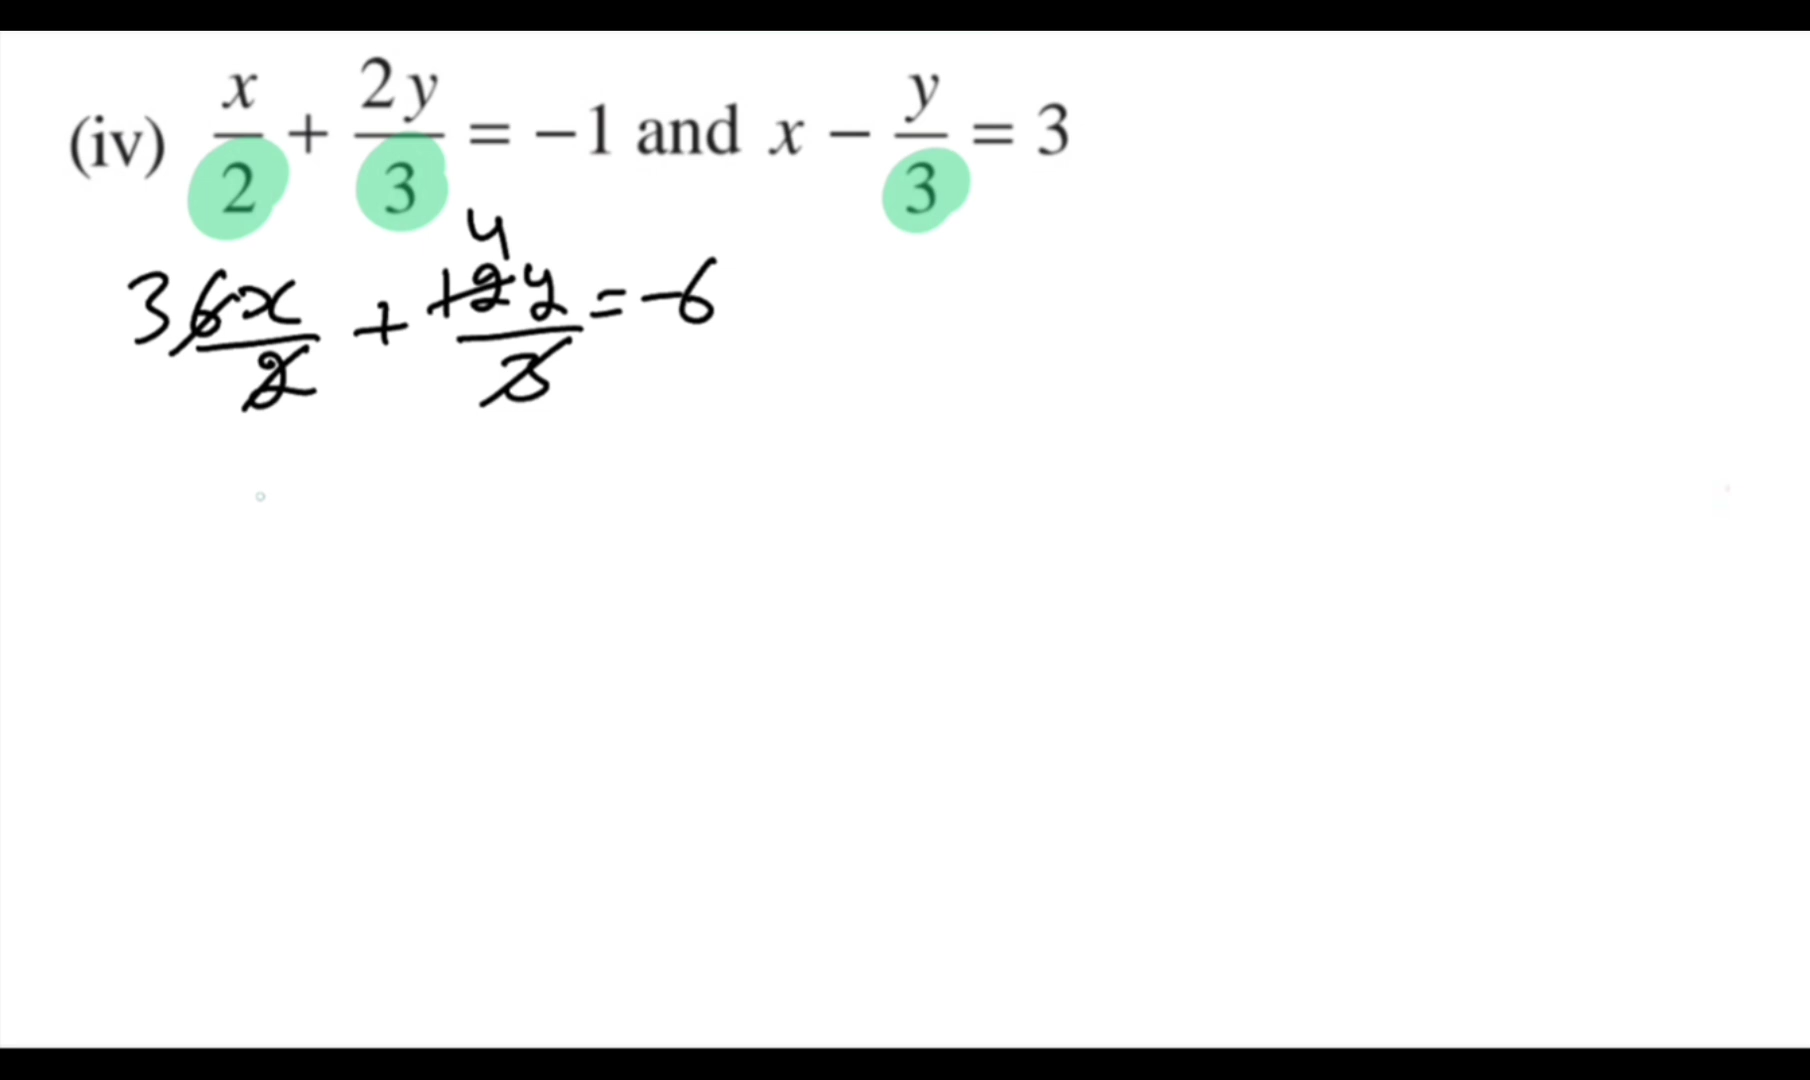 (iv) x/2 + 2y/3 = −1 and x − y/3 = 3
3 6x/2 + 4 12y/3 = -6